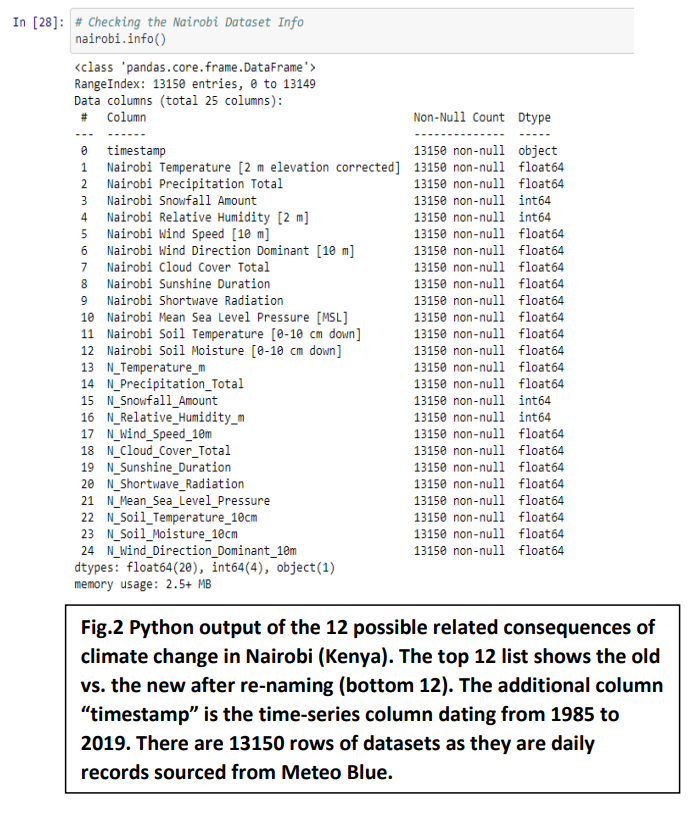 In [28]: # Checking the Nairobi Dataset Info
nairobi.info()
<class 'pandas.core.frame.DataFrame'>
RangeIndex: 13150 entries, 0 to 13149
Data columns (total 25 columns):
 #   Column                                        Non-Null Count  Dtype
---  ------                                        --------------  -----
 0   timestamp                                     13150 non-null  object
 1   Nairobi Temperature [2 m elevation corrected]  13150 non-null  float64
 2   Nairobi Precipitation Total                   13150 non-null  float64
 3   Nairobi Snowfall Amount                       13150 non-null  int64
 4   Nairobi Relative Humidity [2 m]               13150 non-null  int64
 5   Nairobi Wind Speed [10 m]                     13150 non-null  float64
 6   Nairobi Wind Direction Dominant [10 m]        13150 non-null  float64
 7   Nairobi Cloud Cover Total                     13150 non-null  float64
 8   Nairobi Sunshine Duration                     13150 non-null  float64
 9   Nairobi Shortwave Radiation                   13150 non-null  float64
 10  Nairobi Mean Sea Level Pressure [MSL]         13150 non-null  float64
 11  Nairobi Soil Temperature [0-10 cm down]       13150 non-null  float64
 12  Nairobi Soil Moisture [0-10 cm down]          13150 non-null  float64
 13  N_Temperature_m                               13150 non-null  float64
 14  N_Precipitation_Total                         13150 non-null  float64
 15  N_Snowfall_Amount                             13150 non-null  int64
 16  N_Relative_Humidity_m                         13150 non-null  int64
 17  N_Wind_Speed_10m                              13150 non-null  float64
 18  N_Cloud_Cover_Total                           13150 non-null  float64
 19  N_Sunshine_Duration                           13150 non-null  float64
 20  N_Shortwave_Radiation                         13150 non-null  float64
 21  N_Mean_Sea_Level_Pressure                     13150 non-null  float64
 22  N_Soil_Temperature_10cm                       13150 non-null  float64
 23  N_Soil_Moisture_10cm                          13150 non-null  float64
 24  N_Wind_Direction_Dominant_10m                 13150 non-null  float64
dtypes: float64(20), int64(4), object(1)
memory usage: 2.5+ MB
Fig.2 Python output of the 12 possible related consequences of
climate change in Nairobi (Kenya). The top 12 list shows the old
vs. the new after re-naming (bottom 12). The additional column
“timestamp” is the time-series column dating from 1985 to
2019. There are 13150 rows of datasets as they are daily
records sourced from Meteo Blue.